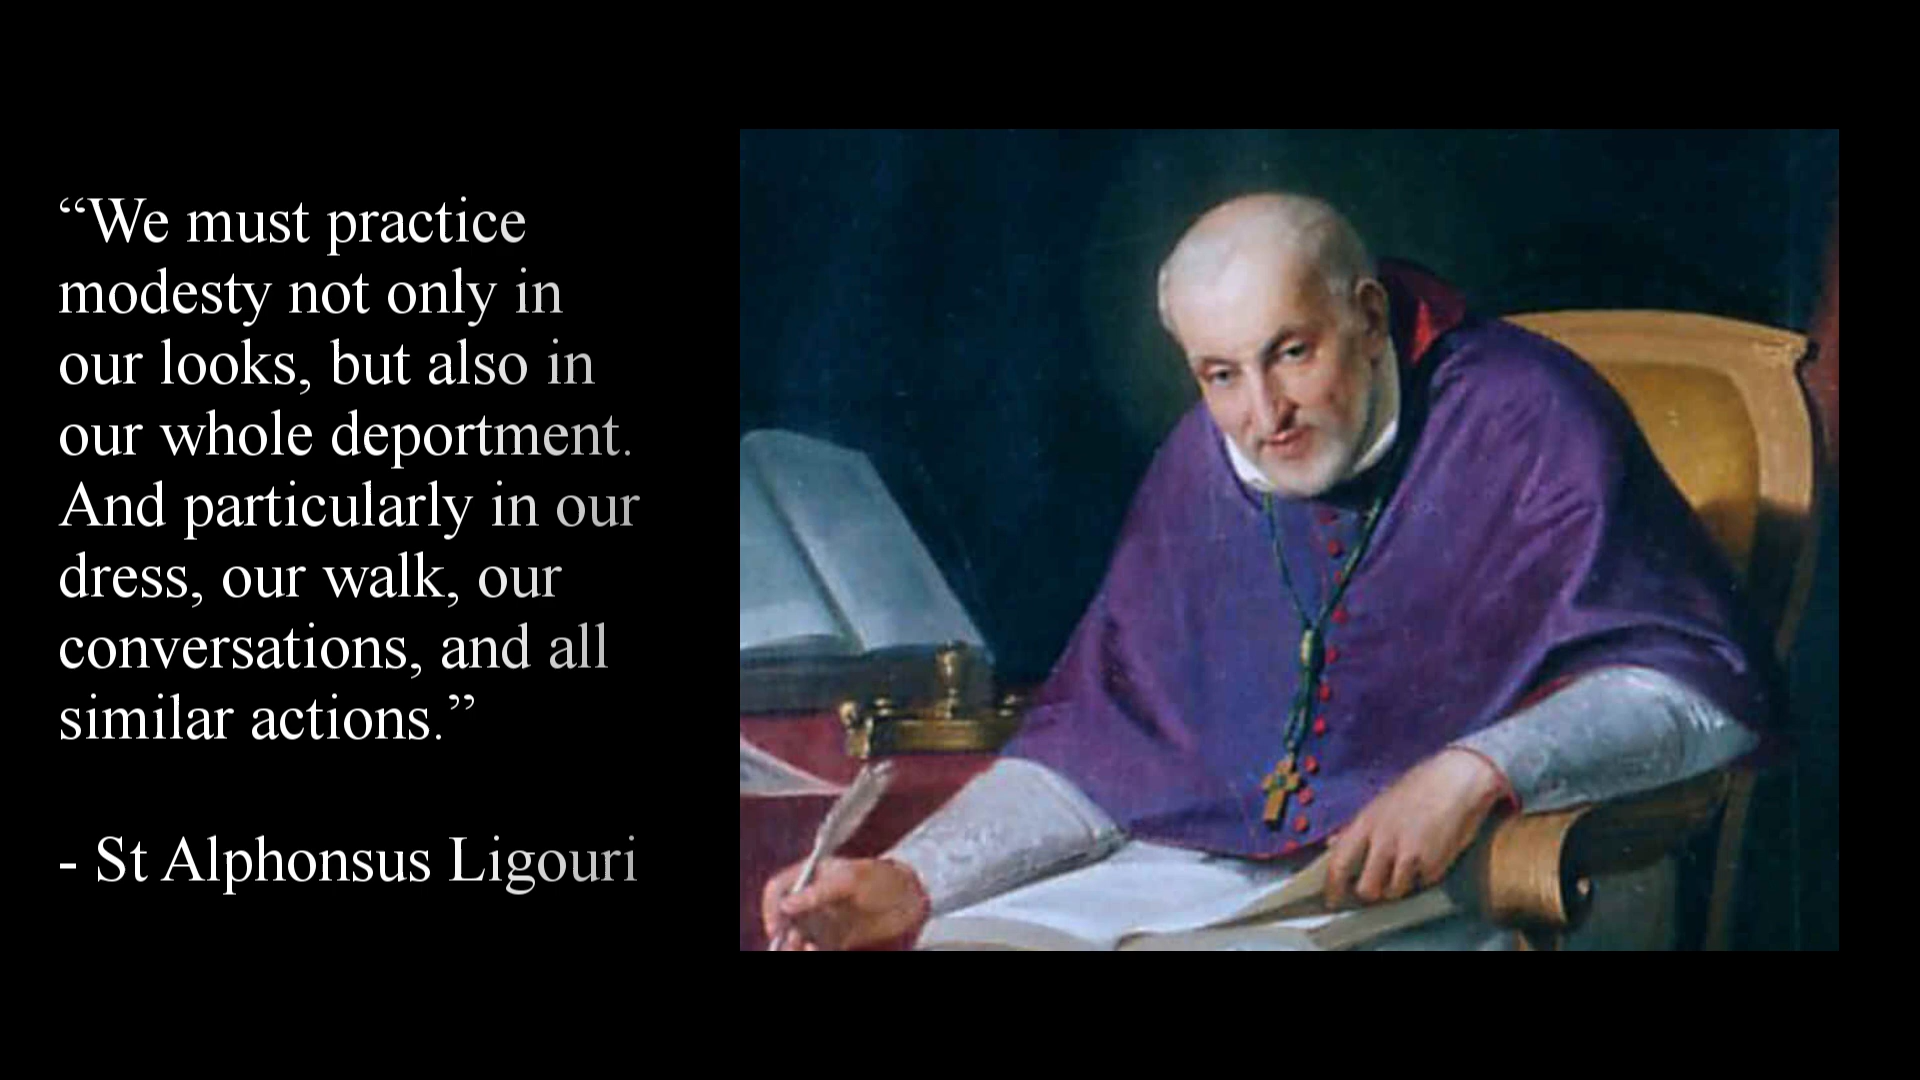 “We must practice
modesty not only in
our looks, but also in
our whole deportment.
And particularly in our
dress, our walk, our
conversations, and all
similar actions.”
- St Alphonsus Ligouri